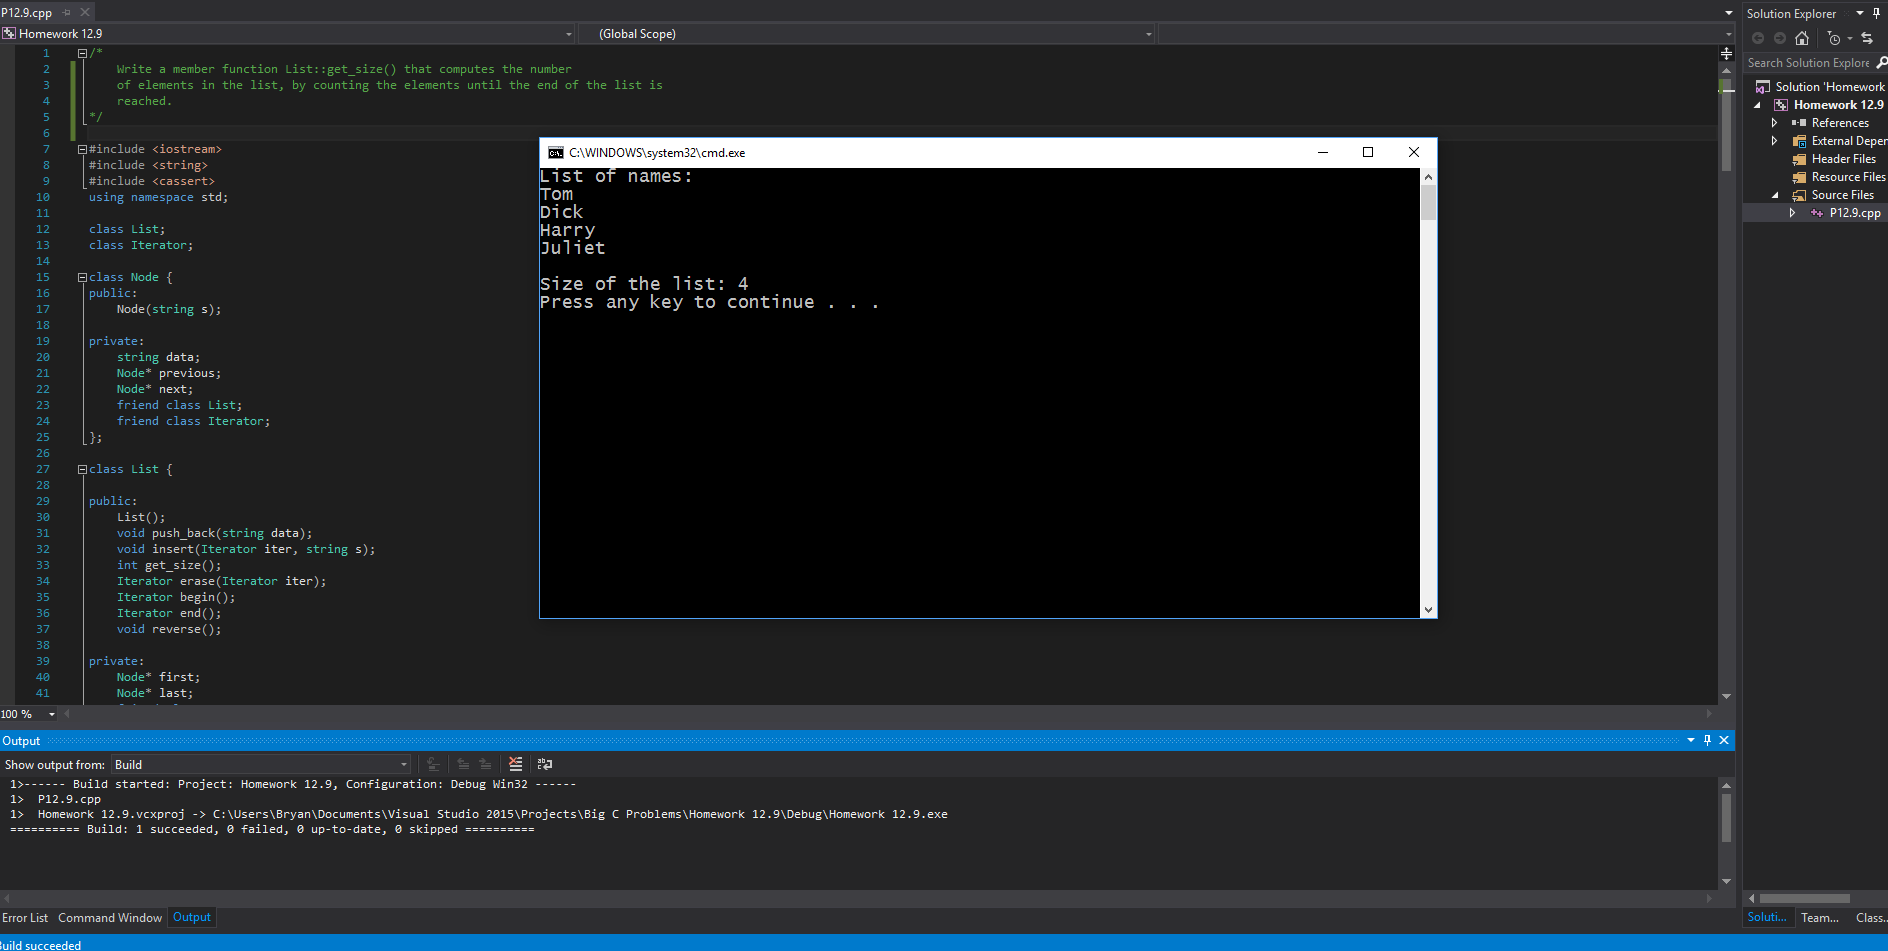 P12.9.cpp
Homework 12.9
(Global Scope)
1 /*
2 Write a member function List::get_size() that computes the number
3 of elements in the list, by counting the elements until the end of the list is
4 reached.
5 */
6
7 #include <iostream>
8 #include <string>
9 #include <cassert>
10 using namespace std;
11
12 class List;
13 class Iterator;
14
15 class Node {
16 public:
17 Node(string s);
18
19 private:
20 string data;
21 Node* previous;
22 Node* next;
23 friend class List;
24 friend class Iterator;
25 };
26
27 class List {
28
29 public:
30 List();
31 void push_back(string data);
32 void insert(Iterator iter, string s);
33 int get_size();
34 Iterator erase(Iterator iter);
35 Iterator begin();
36 Iterator end();
37 void reverse();
38
39 private:
40 Node* first;
41 Node* last;
100 %
C:\WINDOWS\system32\cmd.exe
List of names:
Tom
Dick
Harry
Juliet
Size of the list: 4
Press any key to continue . . .
Solution Explorer
Search Solution Explore
Solution 'Homework
Homework 12.9
References
External Deper
Header Files
Resource Files
Source Files
P12.9.cpp
Soluti... Team... Class..
Output
Show output from: Build
1>------ Build started: Project: Homework 12.9, Configuration: Debug Win32 ------
1> P12.9.cpp
1> Homework 12.9.vcxproj -> C:\Users\Bryan\Documents\Visual Studio 2015\Projects\Big C Problems\Homework 12.9\Debug\Homework 12.9.exe
========== Build: 1 succeeded, 0 failed, 0 up-to-date, 0 skipped ==========
Error List Command Window Output
Build succeeded